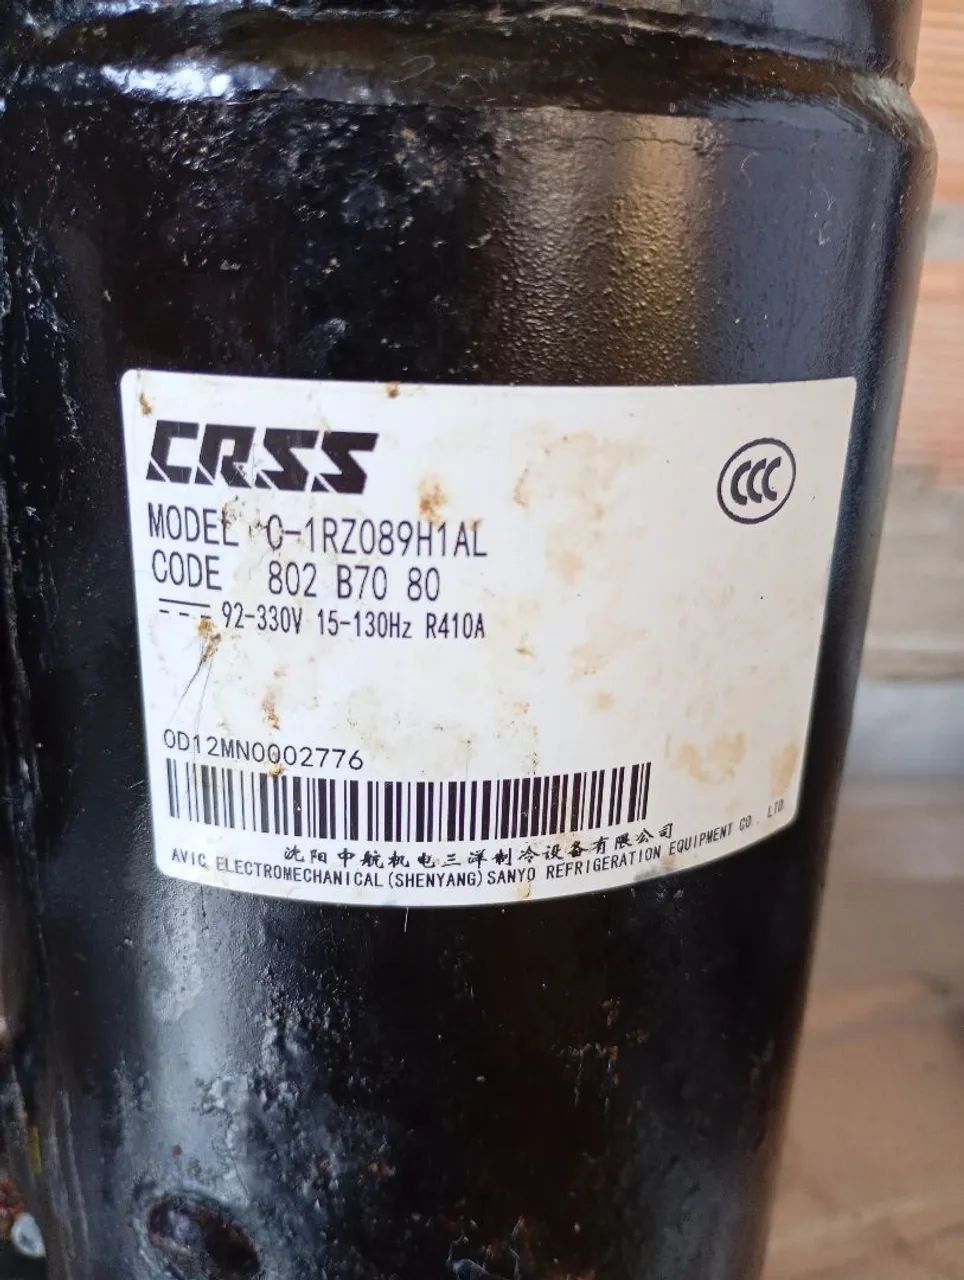 CRSS
CCC
MODEL C-1RZ089H1AL
CODE 802 B70 80
92-330V 15-130Hz R410A
0D12MN0002776
沈阳中航机电三洋制冷设备有限公司
AVIC ELECTROMECHANICAL(SHENYANG)SANYO REFRIGERATION EQUIPMENT CO., LTD.